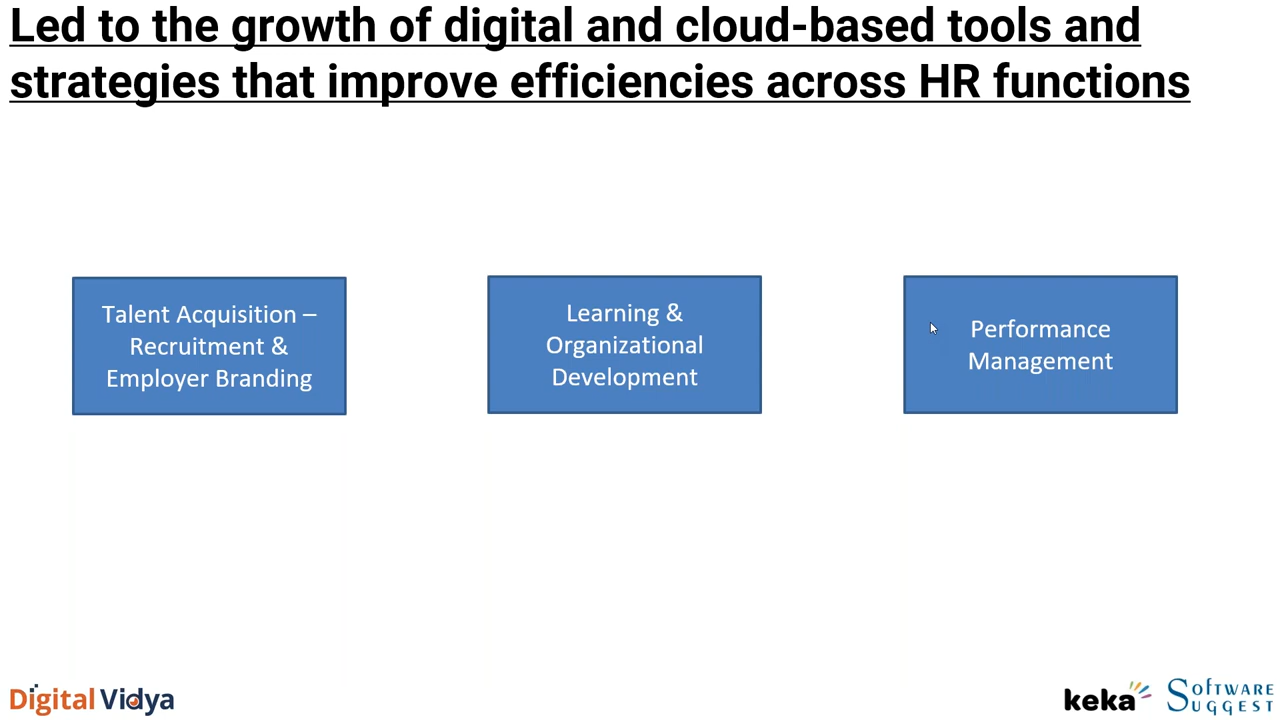 Led to the growth of digital and cloud-based tools and
strategies that improve efficiencies across HR functions
Talent Acquisition –
Recruitment &
Employer Branding
Learning &
Organizational
Development
Performance
Management
Digital Vidya
keka
SOFTWARE
SUGGEST